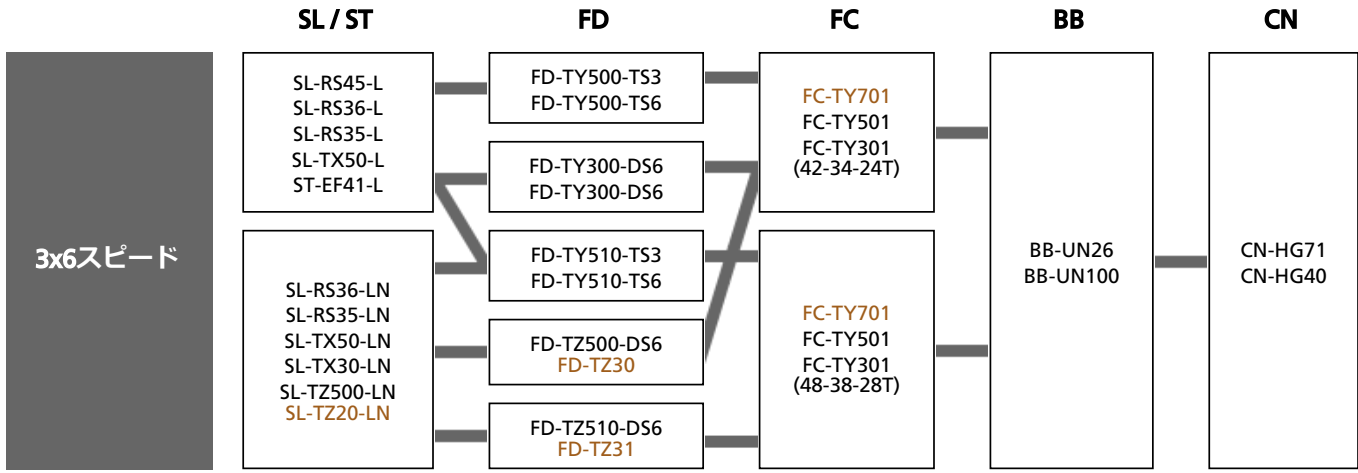 SL / ST
FD
FC
BB
CN
3x6スピード
SL-RS45-L
SL-RS36-L
SL-RS35-L
SL-TX50-L
ST-EF41-L
SL-RS36-LN
SL-RS35-LN
SL-TX50-LN
SL-TX30-LN
SL-TZ500-LN
SL-TZ20-LN
FD-TY500-TS3
FD-TY500-TS6
FD-TY300-DS6
FD-TY300-DS6
FD-TY510-TS3
FD-TY510-TS6
FD-TZ500-DS6
FD-TZ30
FD-TZ510-DS6
FD-TZ31
FC-TY701
FC-TY501
FC-TY301
(42-34-24T)
FC-TY701
FC-TY501
FC-TY301
(48-38-28T)
BB-UN26
BB-UN100
CN-HG71
CN-HG40